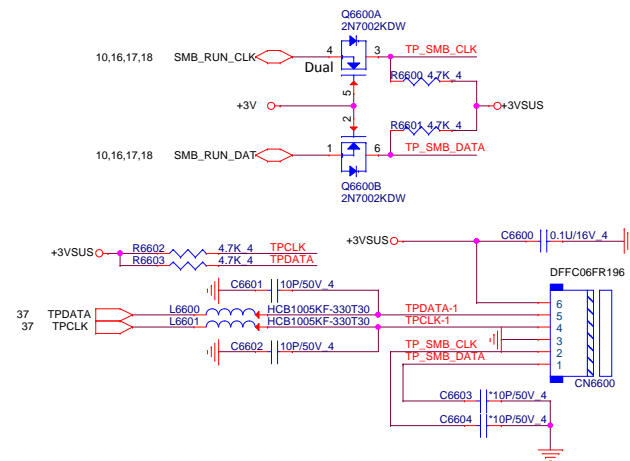 Q6600A
2N7002KDW
10,16,17,18 SMB_RUN_CLK 4 3 TP_SMB_CLK
Dual
R6600 4.7K_4
5
+3V +3VSUS
2
R6601 4.7K_4
10,16,17,18 SMB_RUN_DAT 1 6 TP_SMB_DATA
Q6600B
2N7002KDW
+3VSUS C6600 0.1U/16V_4
R6602 4.7K_4 TPCLK
+3VSUS
R6603 4.7K_4 TPDATA
DFFC06FR196
C6601 10P/50V_4
37 TPDATA L6600 HCB1005KF-330T30 TPDATA-1
37 TPCLK L6601 HCB1005KF-330T30 TPCLK-1
6
5
4
3
2
1
C6602 10P/50V_4
TP_SMB_CLK
TP_SMB_DATA
CN6600
C6603 *10P/50V_4
C6604 *10P/50V_4